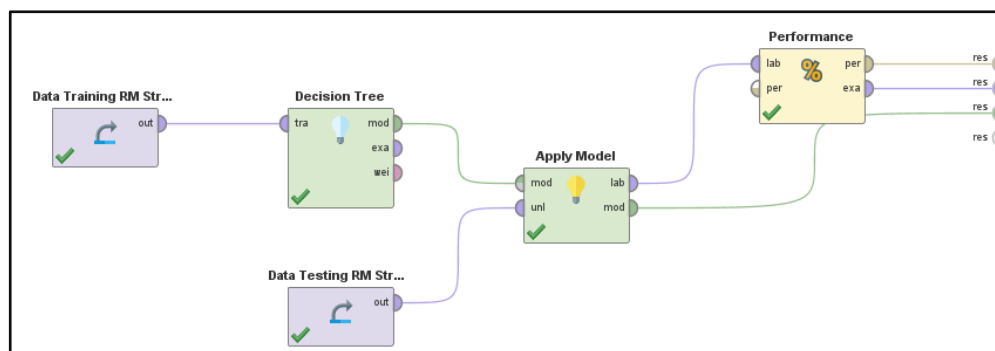 Performance
lab
per
res
per
exa
res
res
res
Data Training RM Str...
out
Decision Tree
tra
mod
exa
wei
Apply Model
mod
lab
unl
mod
Data Testing RM Str...
out